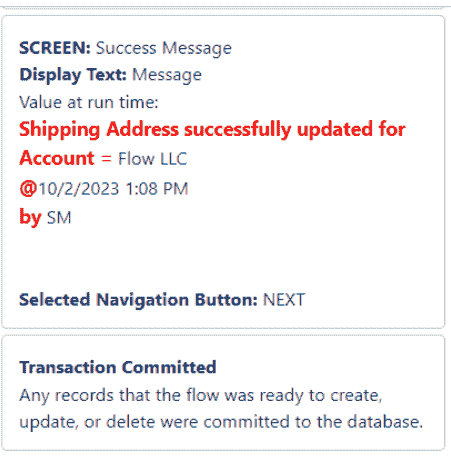 SCREEN: Success Message
Display Text: Message
Value at run time:
Shipping Address successfully updated for
Account = Flow LLC
@10/2/2023 1:08 PM
by SM
Selected Navigation Button: NEXT
Transaction Committed
Any records that the flow was ready to create,
update, or delete were committed to the database.